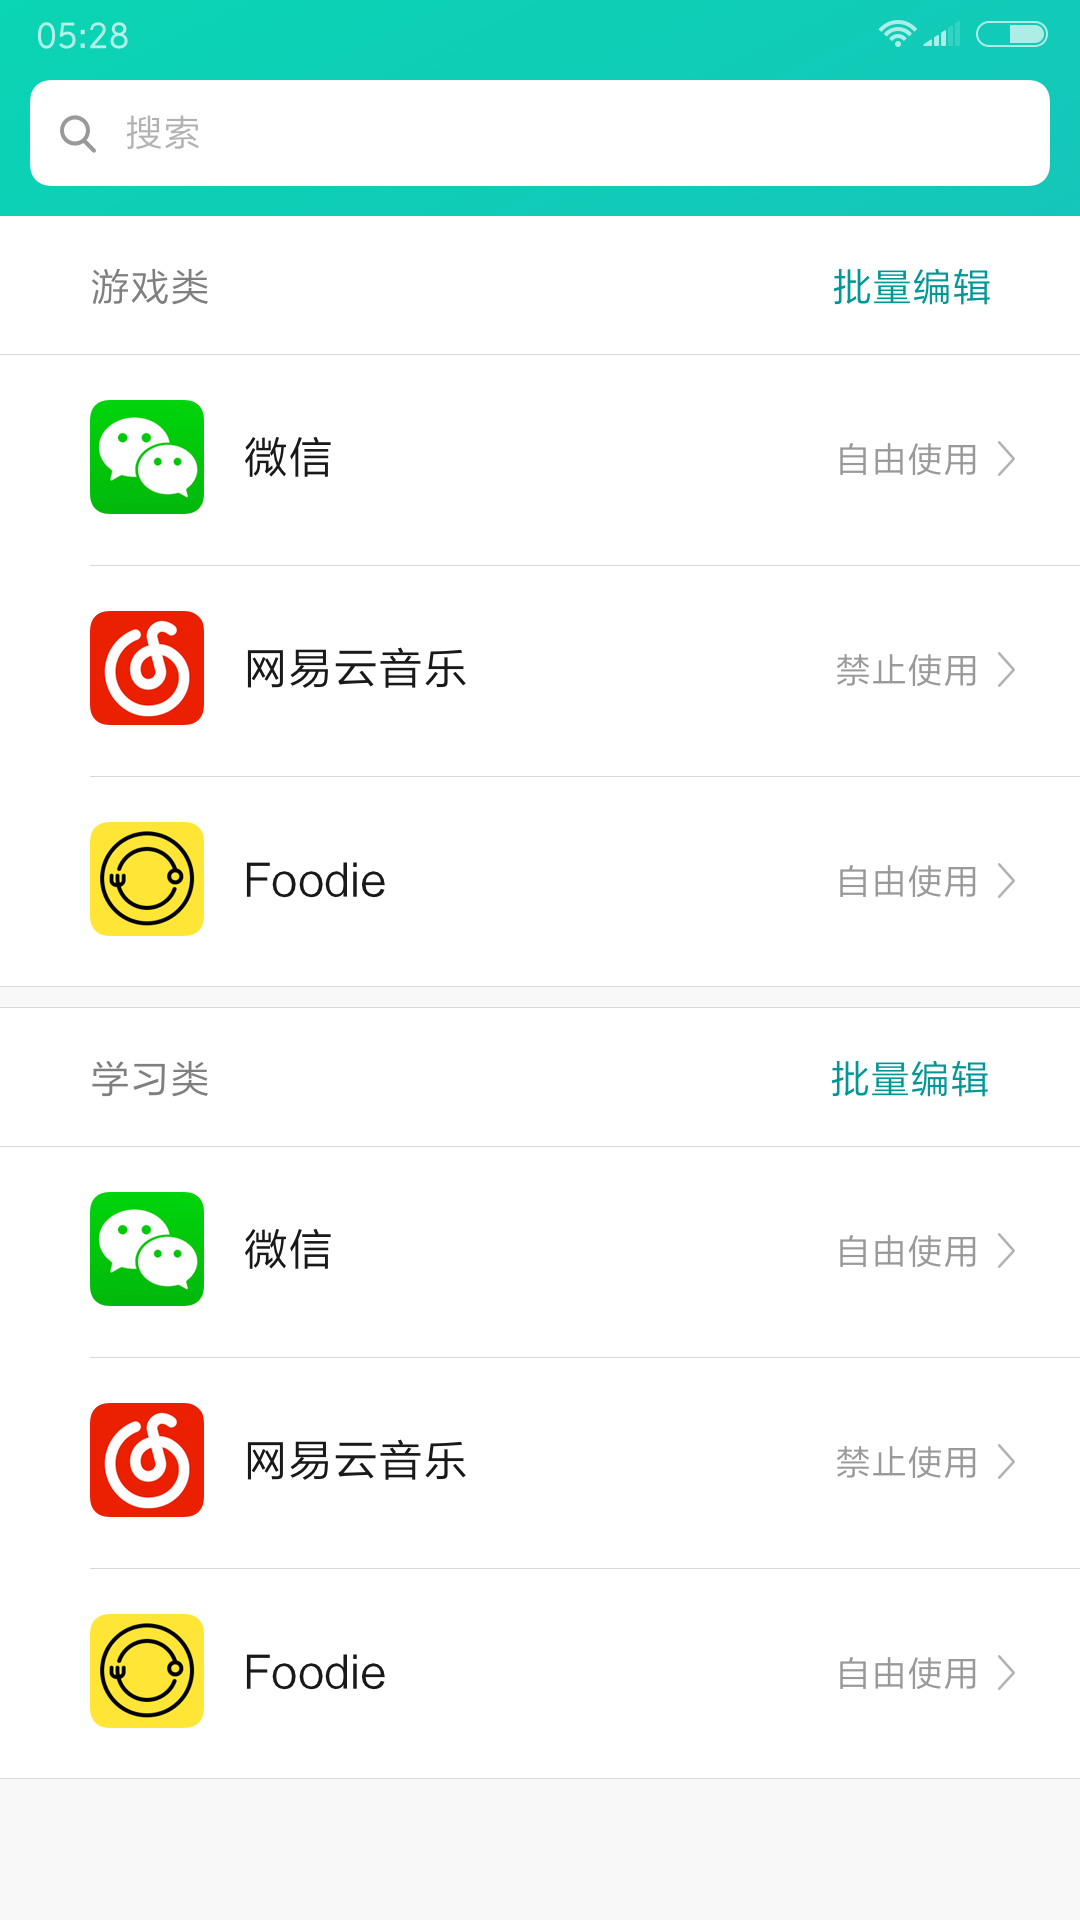 05:28
搜索
游戏类 批量编辑
微信 自由使用
网易云音乐 禁止使用
Foodie 自由使用
学习类 批量编辑
微信 自由使用
网易云音乐 禁止使用
Foodie 自由使用